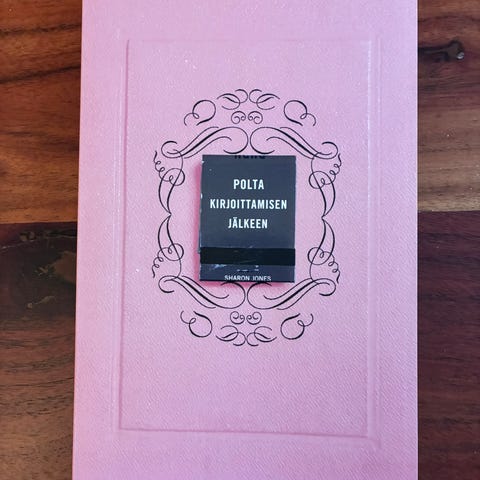 POLTA
KIRJOITTAMISEN
JÄLKEEN
SHARON JONES